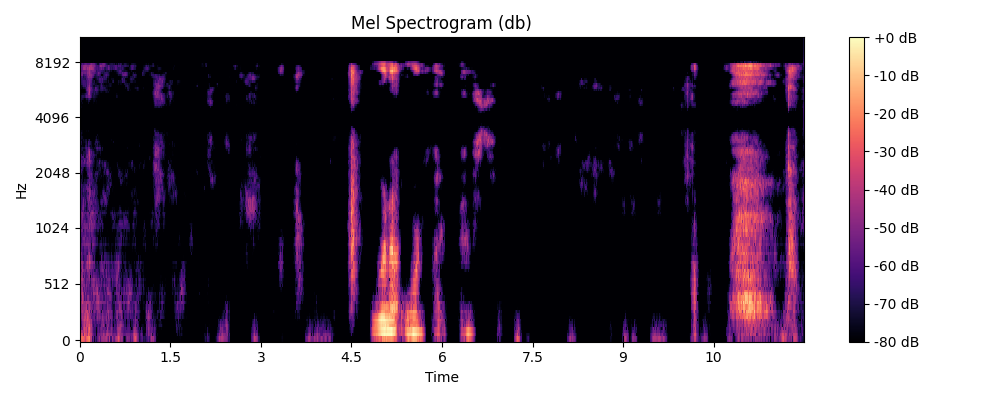 Mel Spectrogram (db)
Hz
8192
4096
2048
1024
512
0
0 1.5 3 4.5 6 7.5 9 10
Time
+0 dB
-10 dB
-20 dB
-30 dB
-40 dB
-50 dB
-60 dB
-70 dB
-80 dB